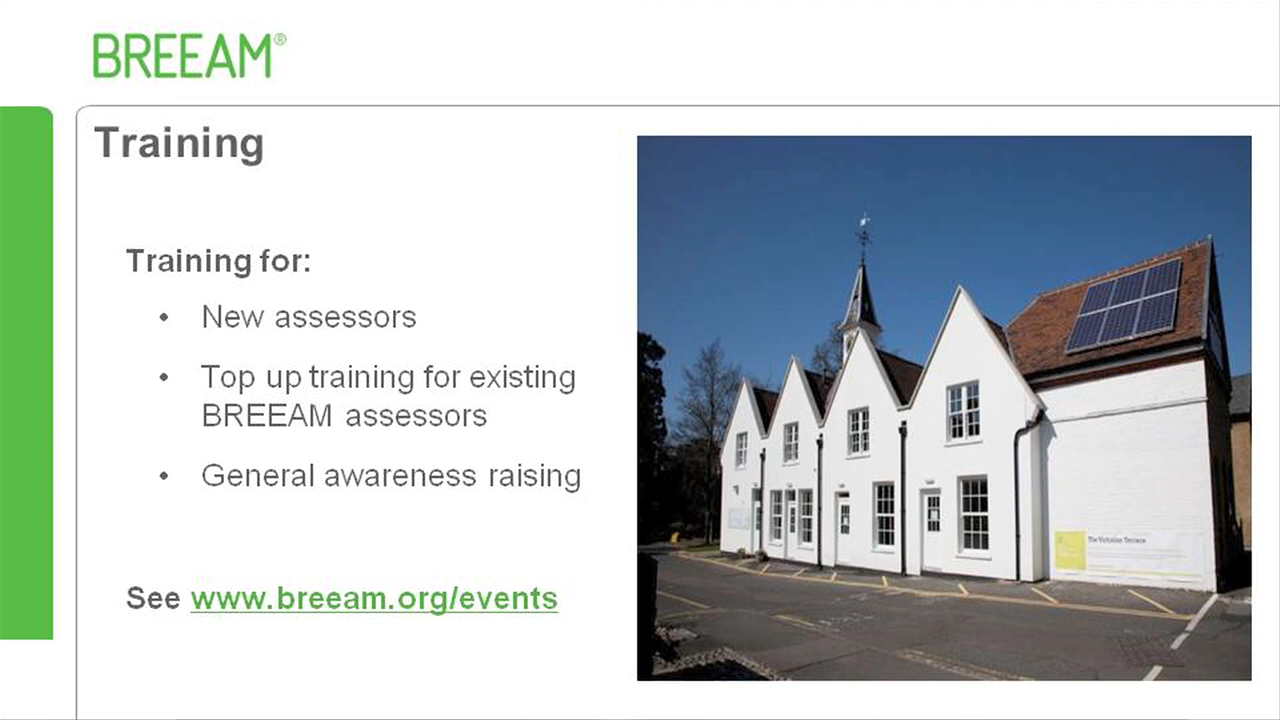 BREEAM®
Training
Training for:
• New assessors
• Top up training for existing
BREEAM assessors
• General awareness raising
See www.breeam.org/events
The Victorian Terrace